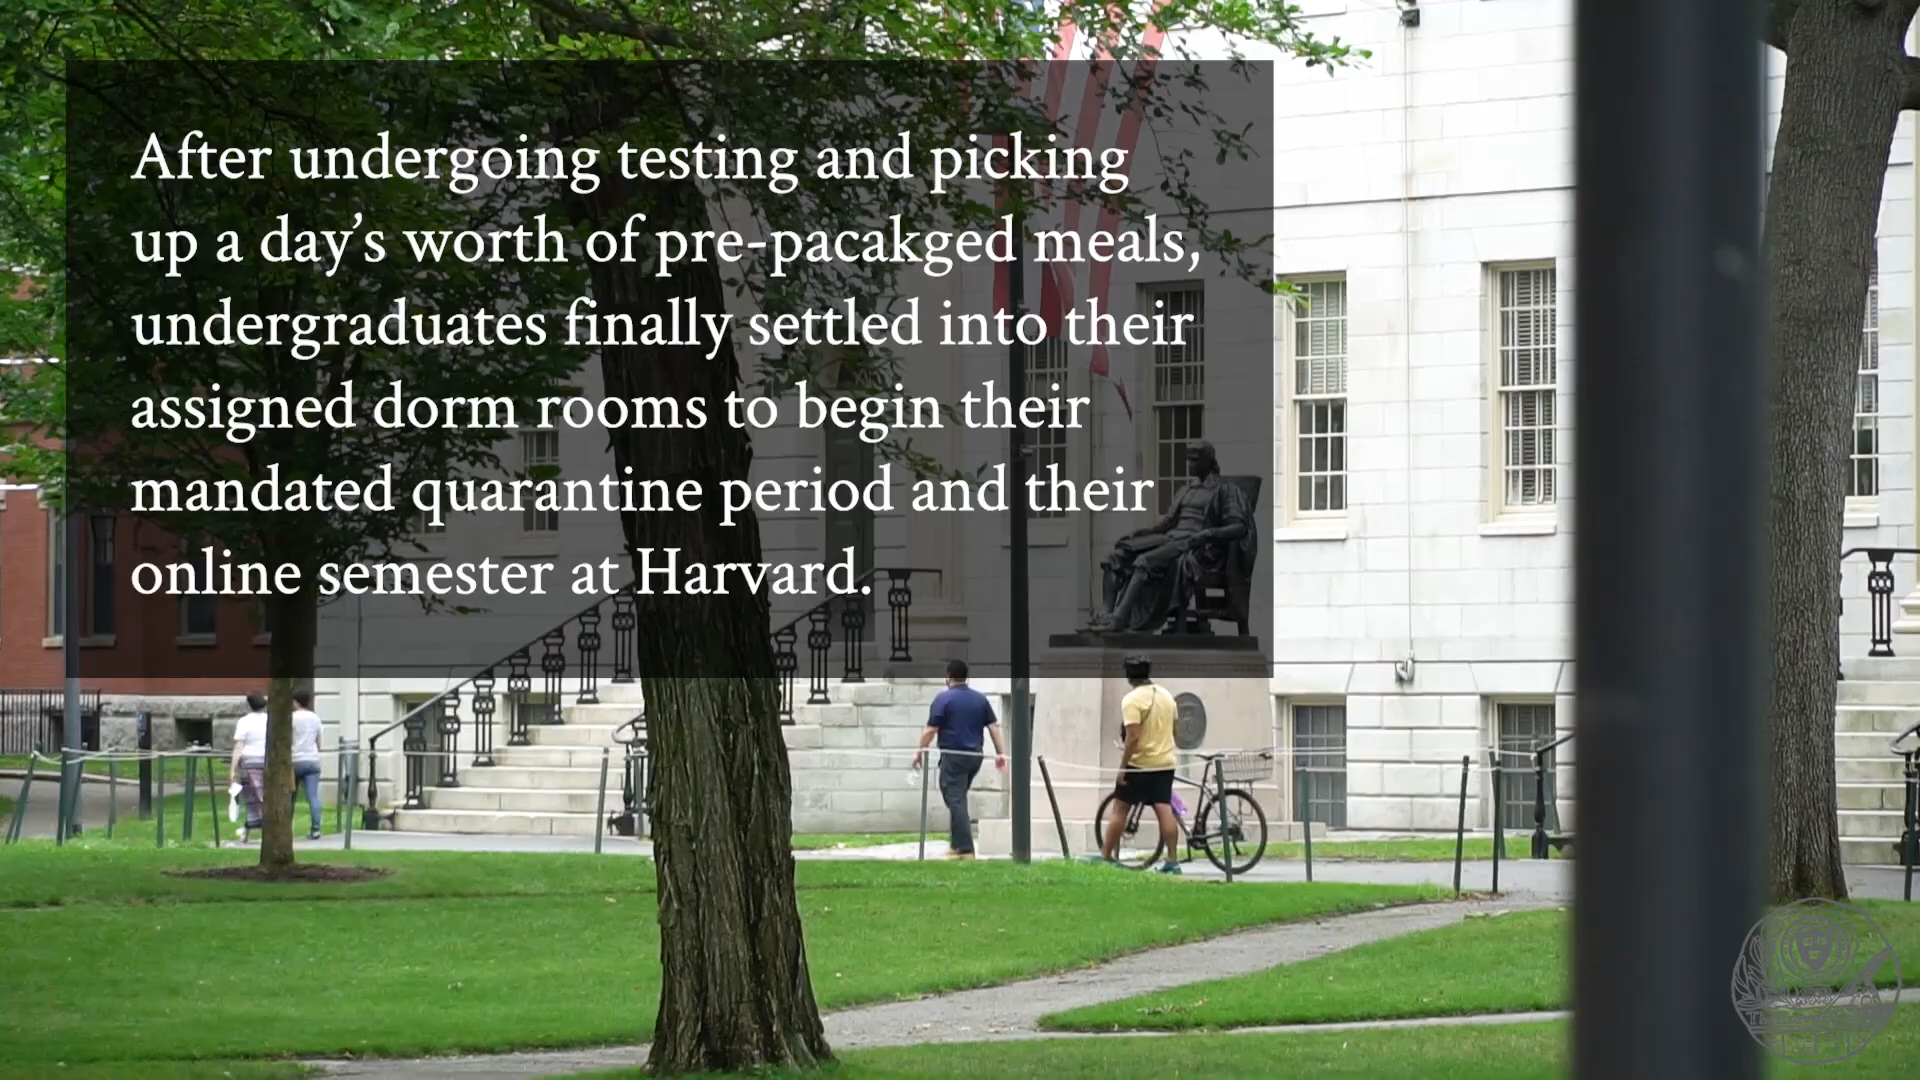 After undergoing testing and picking
up a day’s worth of pre-pacakged meals,
undergraduates finally settled into their
assigned dorm rooms to begin their
mandated quarantine period and their
online semester at Harvard.